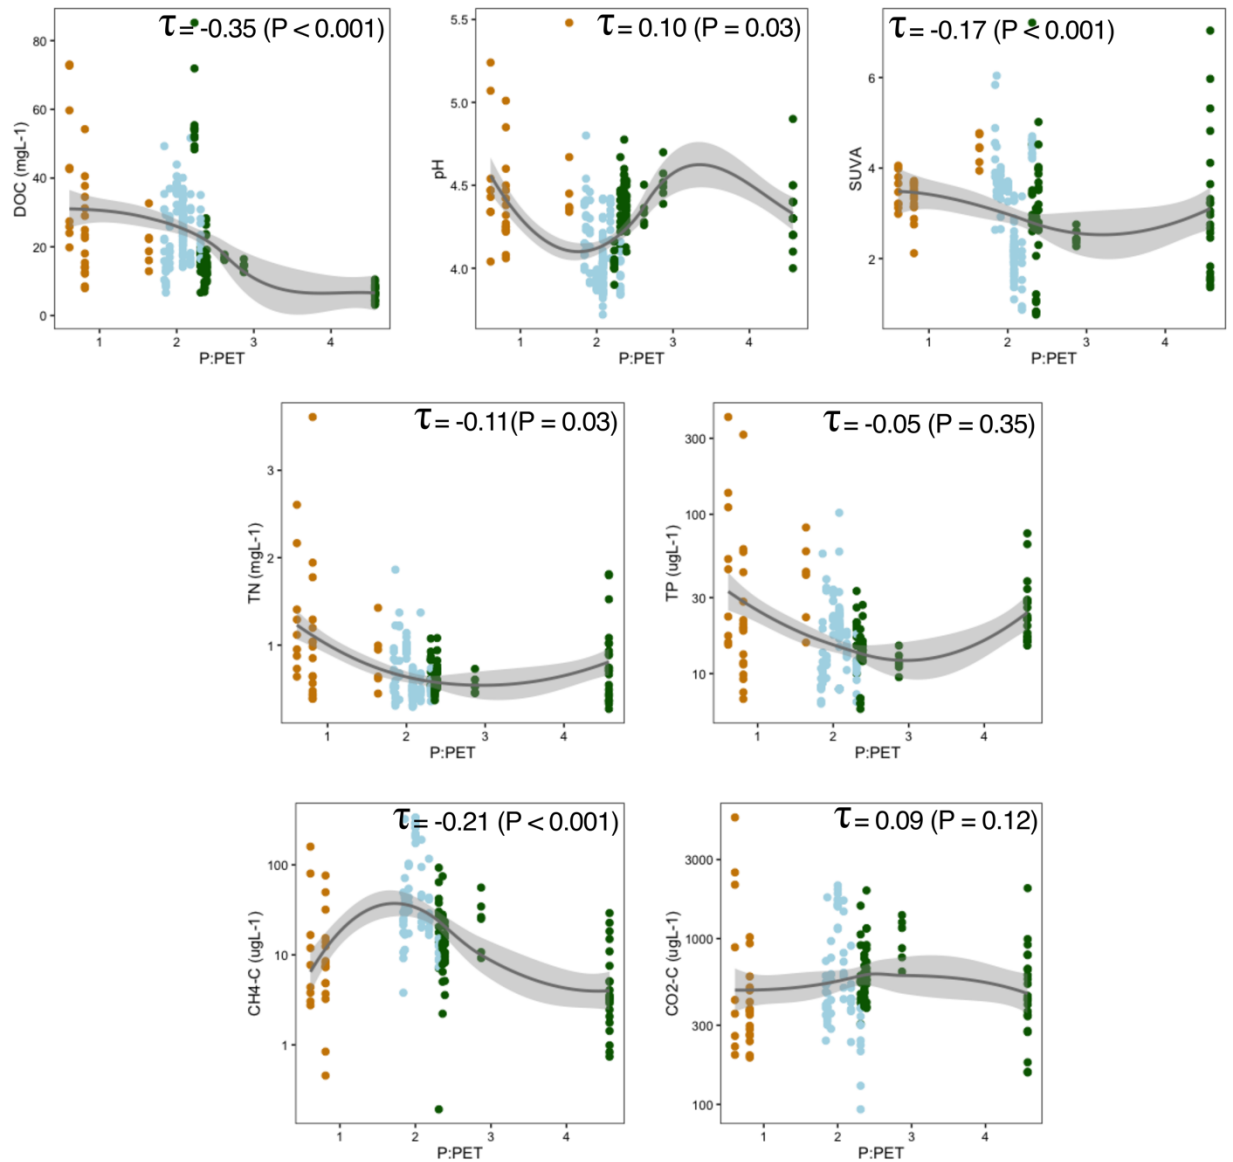 τ= -0.35 (P < 0.001)
80
60
40
20
0
DOC (mgL-1)
1 2 3 4
P:PET
τ= 0.10 (P = 0.03)
5.5
5.0
4.5
4.0
pH
1 2 3 4
P:PET
τ= -0.17 (P < 0.001)
6
4
2
SUVA
1 2 3 4
P:PET
τ= -0.11(P = 0.03)
3
2
1
TN (mgL-1)
1 2 3 4
P:PET
τ= -0.05 (P = 0.35)
300
100
30
10
TP (ugL-1)
1 2 3 4
P:PET
τ= -0.21 (P < 0.001)
100
10
1
CH4-C (ugL-1)
1 2 3 4
P:PET
τ= 0.09 (P = 0.12)
3000
1000
300
100
CO2-C (ugL-1)
1 2 3 4
P:PET